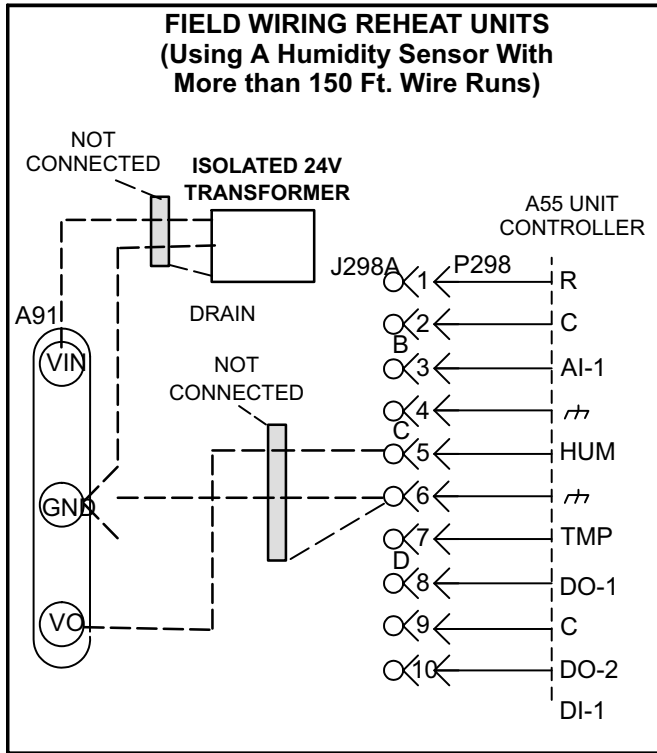 FIELD WIRING REHEAT UNITS
(Using A Humidity Sensor With
More than 150 Ft. Wire Runs)
NOT
CONNECTED
ISOLATED 24V
TRANSFORMER
A55 UNIT
CONTROLLER
J298A
P298
1
R
A91
DRAIN
2
C
B
VIN
NOT
CONNECTED
3
AI-1
4
C
5
HUM
GND
6
7
TMP
D
8
DO-1
VO
9
C
10
DO-2
DI-1